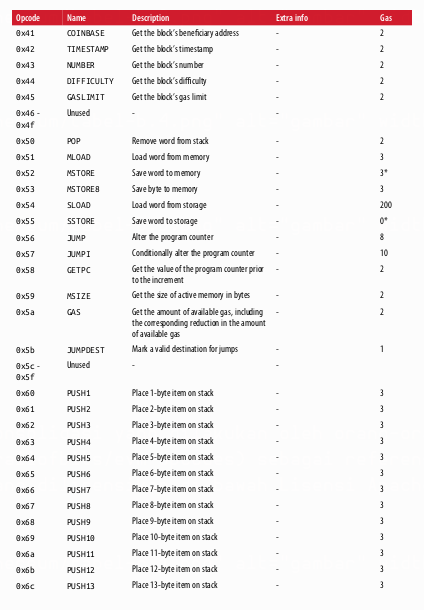 Opcode Name Description Extra info Gas
0x41 COINBASE Get the block's beneficiary address - 2
0x42 TIMESTAMP Get the block's timestamp - 2
0x43 NUMBER Get the block's number - 2
0x44 DIFFICULTY Get the block's difficulty - 2
0x45 GASLIMIT Get the block's gas limit - 2
0x46 - Unused - -
0x4f
0x50 POP Remove word from stack - 2
0x51 MLOAD Load word from memory - 3
0x52 MSTORE Save word to memory - 3*
0x53 MSTORE8 Save byte to memory - 3
0x54 SLOAD Load word from storage - 200
0x55 SSTORE Save word to storage - 0*
0x56 JUMP Alter the program counter - 8
0x57 JUMPI Conditionally alter the program counter - 10
0x58 GETPC Get the value of the program counter prior - 2
to the increment
0x59 MSIZE Get the size of active memory in bytes - 2
0x5a GAS Get the amount of available gas, including - 2
the corresponding reduction in the amount
of available gas
0x5b JUMPDEST Mark a valid destination for jumps - 1
0x5c - Unused - -
0x5f
0x60 PUSH1 Place 1-byte item on stack - 3
0x61 PUSH2 Place 2-byte item on stack - 3
0x62 PUSH3 Place 3-byte item on stack - 3
0x63 PUSH4 Place 4-byte item on stack - 3
0x64 PUSH5 Place 5-byte item on stack - 3
0x65 PUSH6 Place 6-byte item on stack - 3
0x66 PUSH7 Place 7-byte item on stack - 3
0x67 PUSH8 Place 8-byte item on stack - 3
0x68 PUSH9 Place 9-byte item on stack - 3
0x69 PUSH10 Place 10-byte item on stack - 3
0x6a PUSH11 Place 11-byte item on stack - 3
0x6b PUSH12 Place 12-byte item on stack - 3
0x6c PUSH13 Place 13-byte item on stack - 3